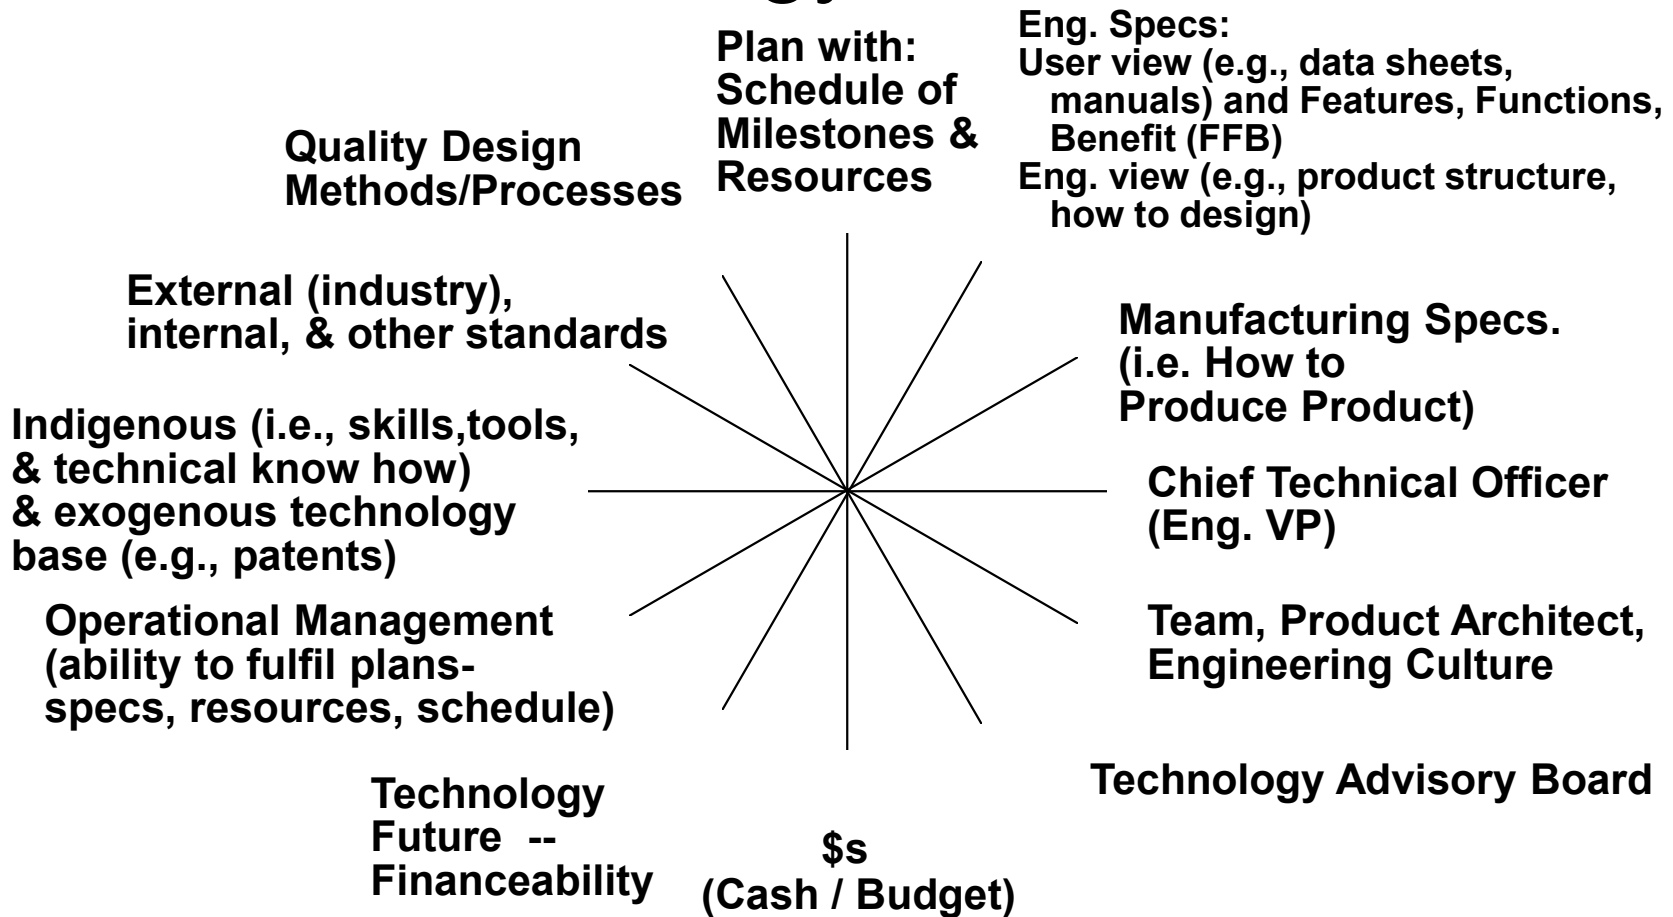 Plan with:
Schedule of
Milestones &
Resources
Eng. Specs:
User view (e.g., data sheets,
manuals) and Features, Functions,
Benefit (FFB)
Eng. view (e.g., product structure,
how to design)
Manufacturing Specs.
(i.e. How to
Produce Product)
Chief Technical Officer
(Eng. VP)
Team, Product Architect,
Engineering Culture
Technology Advisory Board
$s
(Cash / Budget)
Technology
Future --
Financeability
Operational Management
(ability to fulfil plans-
specs, resources, schedule)
Indigenous (i.e., skills,tools,
& technical know how)
& exogenous technology
base (e.g., patents)
External (industry),
internal, & other standards
Quality Design
Methods/Processes